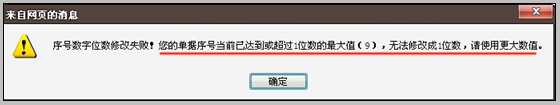 来自网页的消息
序号数字位数修改失败！您的单据序号当前已达到或超过1位数的最大值(9)，无法修改成1位数，请使用更大数值。
确定